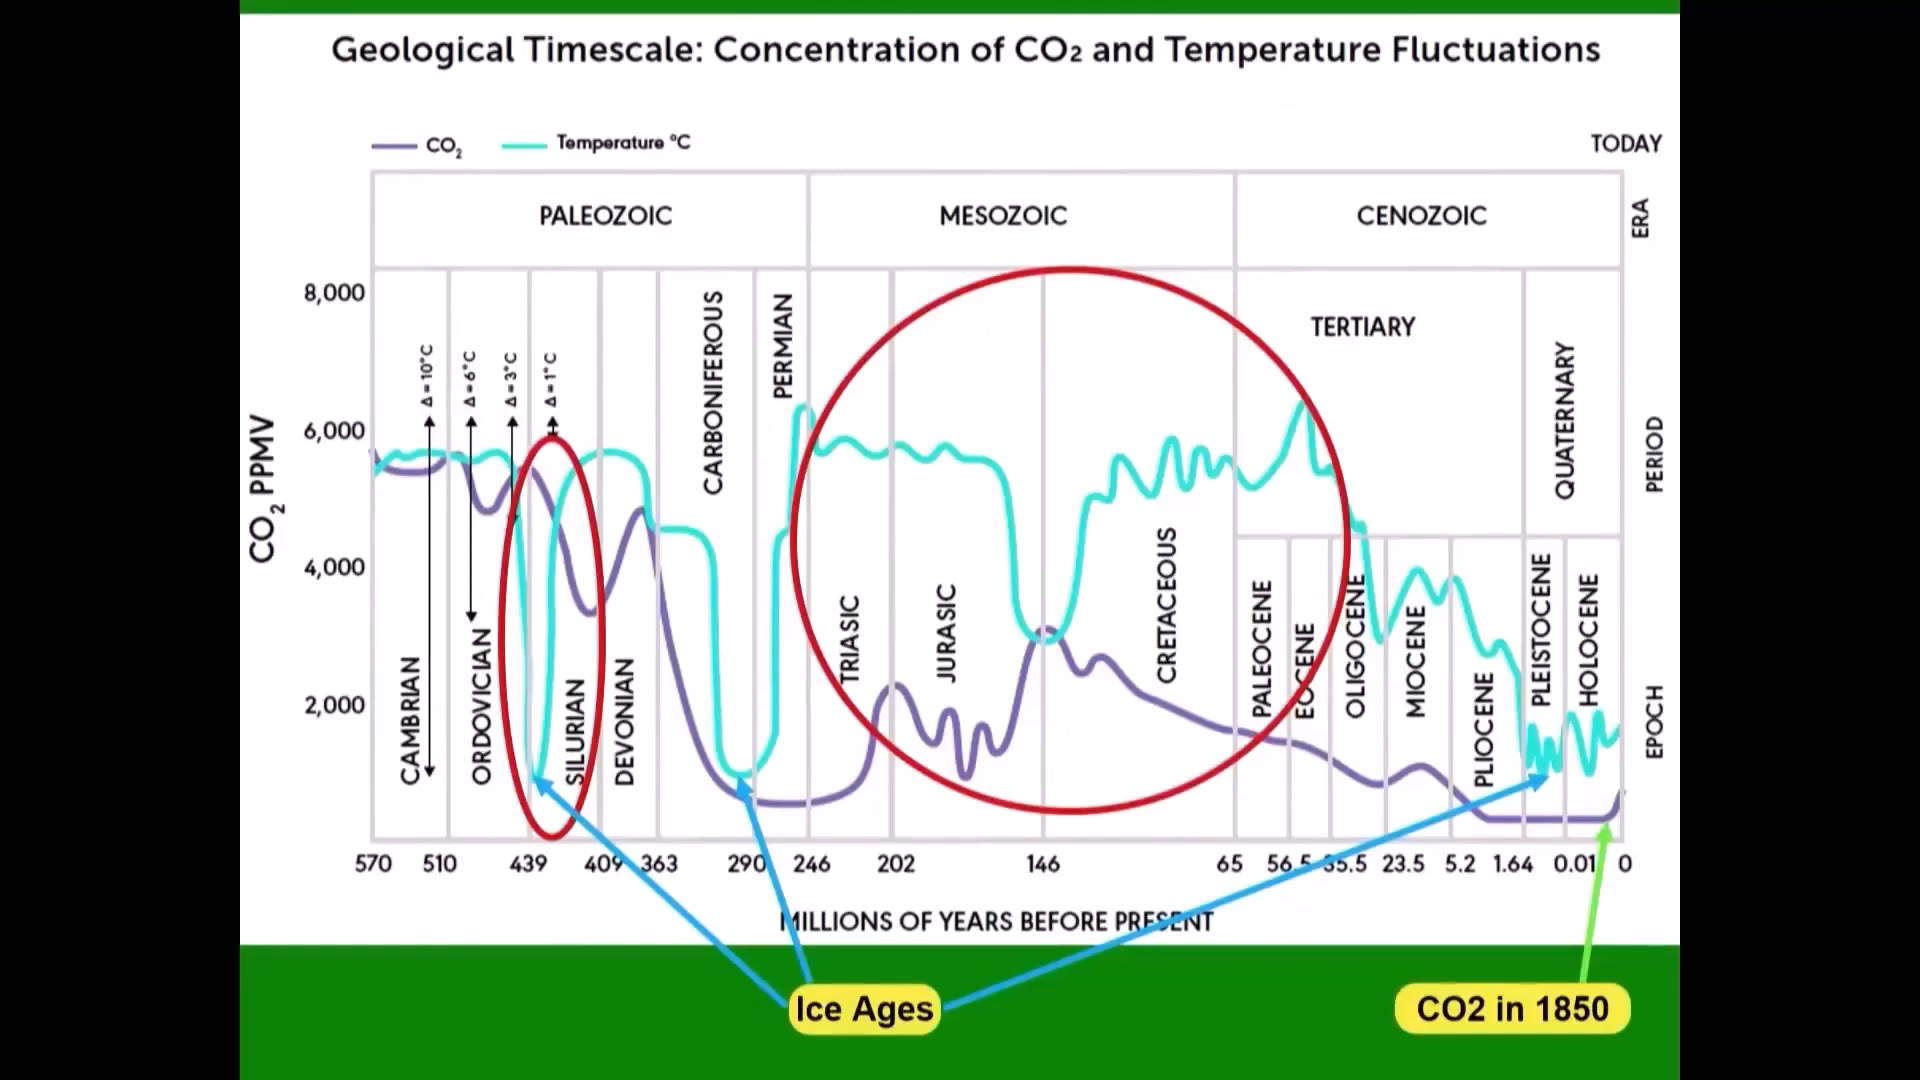 Geological Timescale: Concentration of CO₂ and Temperature Fluctuations
CO₂
Temperature °C
TODAY
PALEOZOIC
MESOZOIC
CENOZOIC
ERA
8,000
6,000
4,000
2,000
CO₂ PPMV
Δ = 10°C
Δ = 6°C
Δ = 3°C
Δ = 1°C
CAMBRIAN
ORDOVICIAN
SILURIAN
DEVONIAN
CARBONIFEROUS
PERMIAN
TRIASIC
JURASIC
CRETACEOUS
TERTIARY
QUATERNARY
PERIOD
PALEOCENE
EOCENE
OLIGOCENE
MIOCENE
PLIOCENE
PLEISTOCENE
HOLOCENE
EPOCH
570 510 439 409 363 290 246 202 146 65 56.5 35.5 23.5 5.2 1.64 0.01 0
MILLIONS OF YEARS BEFORE PRESENT
Ice Ages
CO2 in 1850